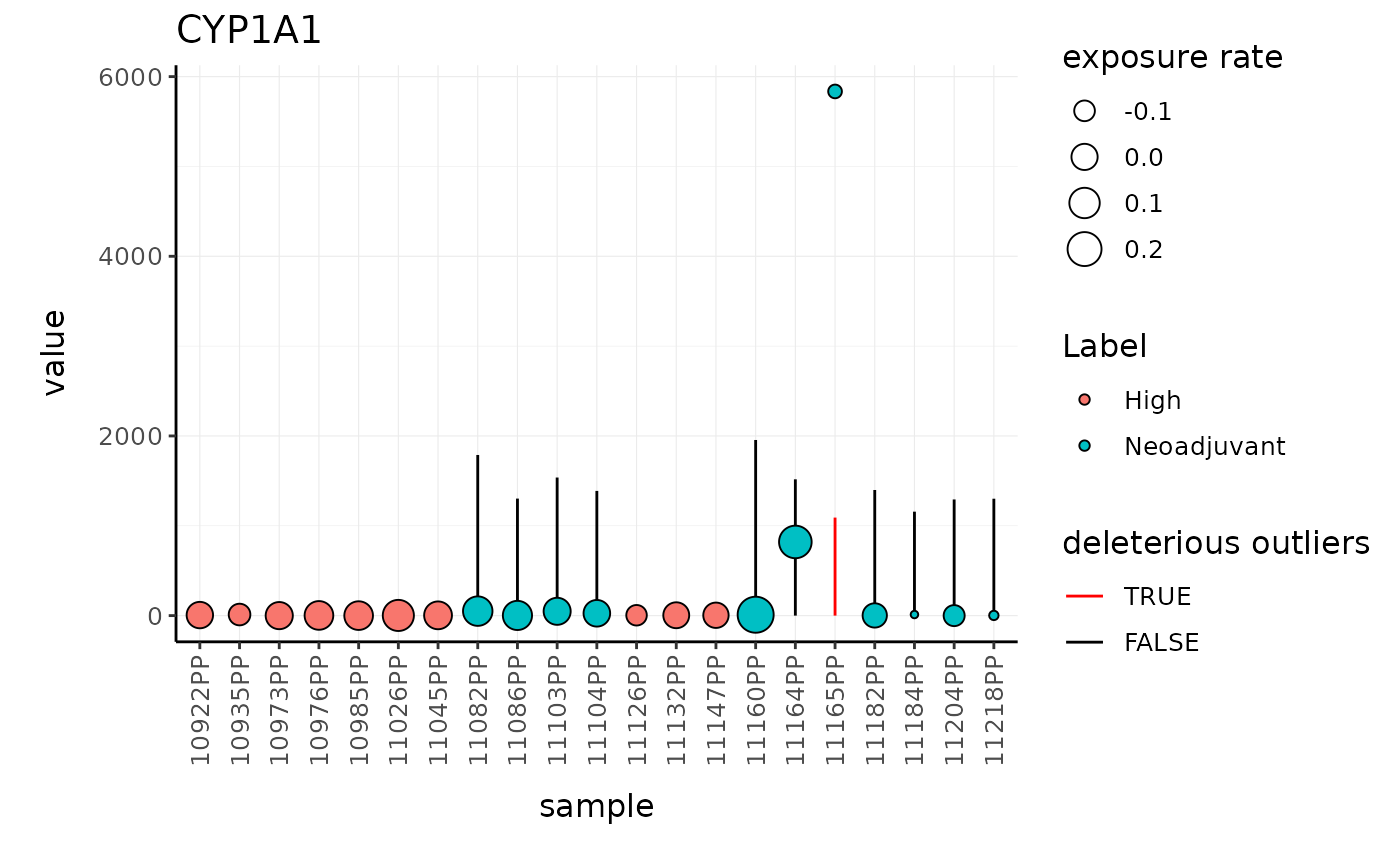 CYP1A1
6000
4000
2000
0
value
10922PP
10935PP
10973PP
10976PP
10985PP
11026PP
11045PP
11082PP
11086PP
11103PP
11104PP
11126PP
11132PP
11147PP
11160PP
11164PP
11165PP
11182PP
11184PP
11204PP
11218PP
sample
exposure rate
-0.1
0.0
0.1
0.2
Label
High
Neoadjuvant
deleterious outliers
TRUE
FALSE